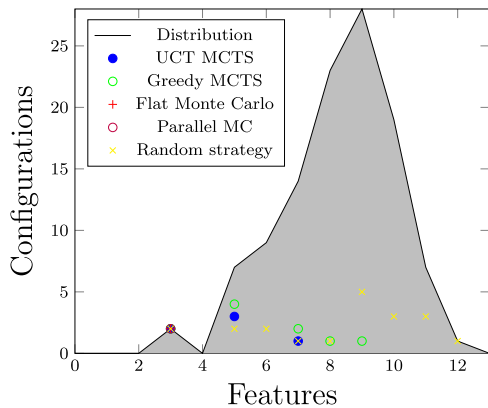 Distribution
UCT MCTS
Greedy MCTS
Flat Monte Carlo
Parallel MC
Random strategy
25
20
15
10
5
0
Configurations
0 2 4 6 8 10 12
Features